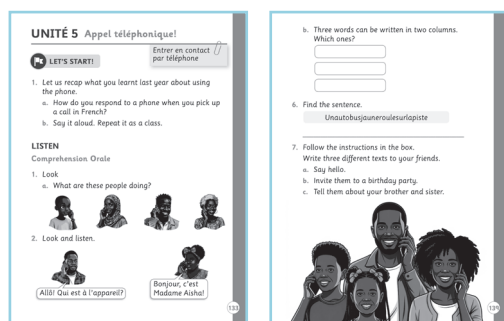 UNITÉ 5 Appel téléphonique!
Entrer en contact
par téléphone
LET'S START!
1. Let us recap what you learnt last year about using
the phone.
a. How do you respond to a phone when you pick up
a call in French?
b. Say it aloud. Repeat it as a class.
LISTEN
Comprehension Orale
1. Look
a. What are these people doing?
2. Look and listen.
Allô! Qui est à l'appareil?
Bonjour, c'est
Madame Aisha!
133
b. Three words can be written in two columns.
Which ones?
6. Find the sentence.
Unautobusjauneroulesurlapiste
7. Follow the instructions in the box.
Write three different texts to your friends.
a. Say hello.
b. Invite them to a birthday party.
c. Tell them about your brother and sister.